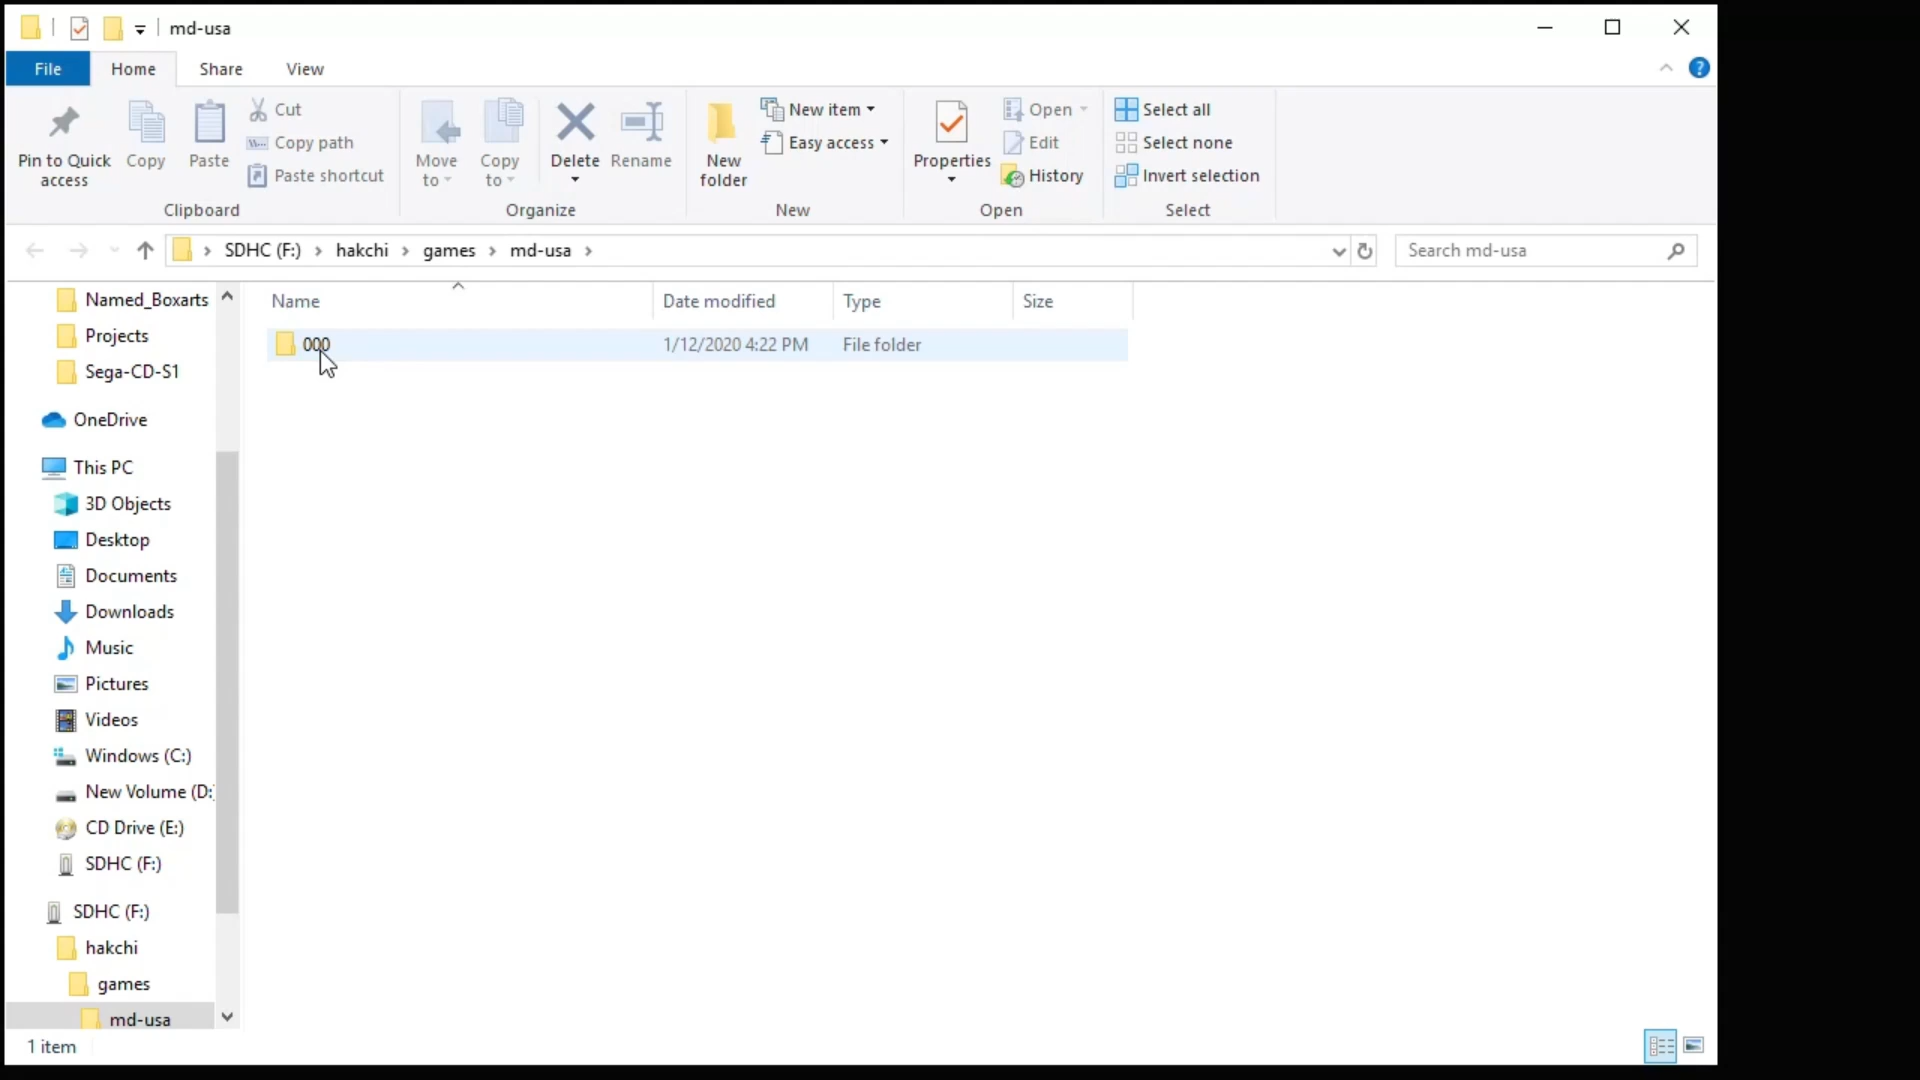 md-usa
File Home Share View
Pin to Quick access
Copy
Paste
Cut
Copy path
Paste shortcut
Clipboard
Move to
Copy to
Delete
Rename
Organize
New folder
New item
Easy access
New
Properties
Open
Edit
History
Open
Select all
Select none
Invert selection
Select
SDHC (F:) › hakchi › games › md-usa ›
Search md-usa
Name Date modified Type Size
000 1/12/2020 4:22 PM File folder
Named_Boxarts
Projects
Sega-CD-S1
OneDrive
This PC
3D Objects
Desktop
Documents
Downloads
Music
Pictures
Videos
Windows (C:)
New Volume (D:
CD Drive (E:)
SDHC (F:)
SDHC (F:)
hakchi
games
md-usa
1 item